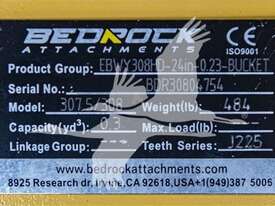 BEDROCK
ATTACHMENTS
CE
ISO9001
Product Group: EBWY308HD-24in-0.23-BUCKET
Serial No.: BDR30804754
Model: 307.5/308 Weight(lb): 484
Capacity(yd³) 0.3 Max.Load(lb):
Linkage Group: Teeth Series: J225
www.bedrockattachments.com
8925 Research dr, Irvine, CA 92618, USA+1(949)387 5006